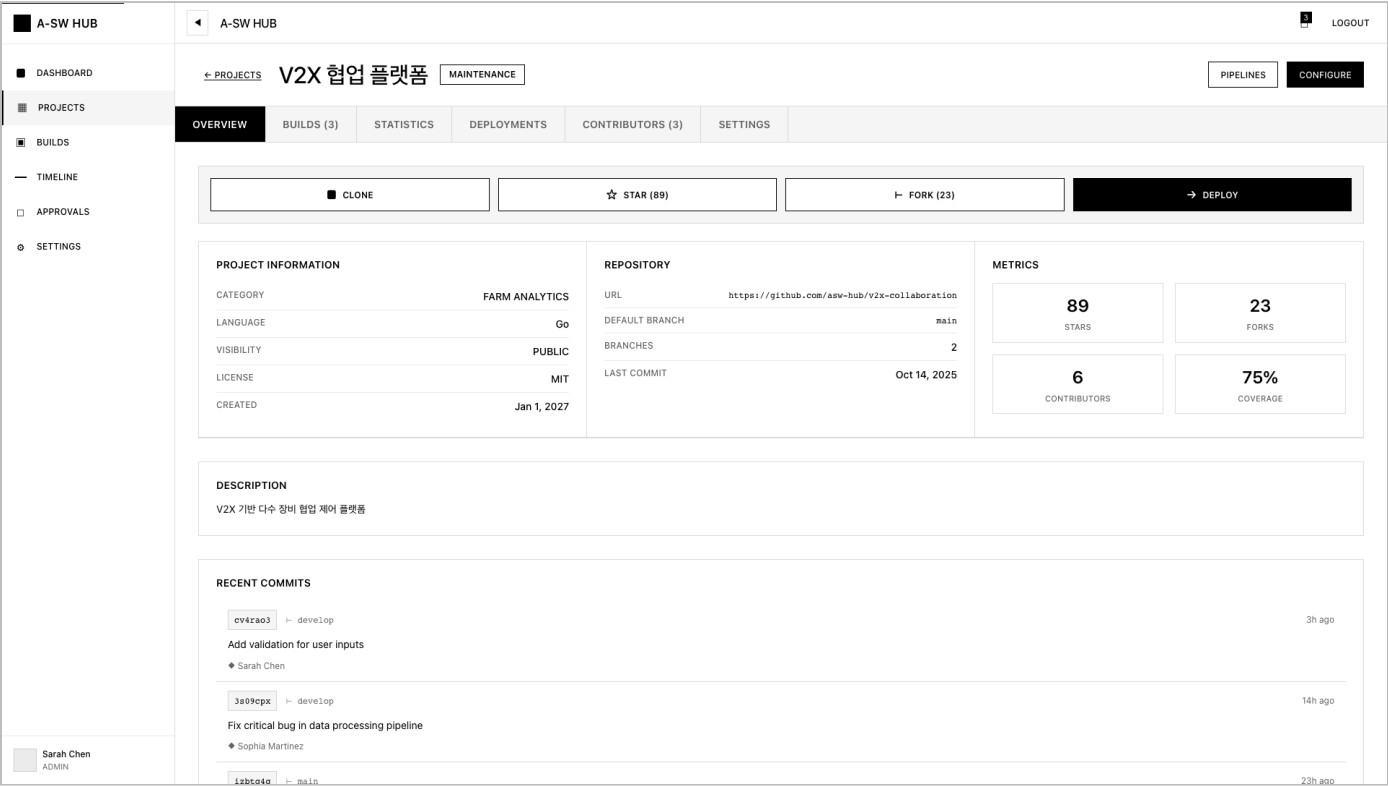 A-SW HUB
A-SW HUB
3
LOGOUT
DASHBOARD
PROJECTS
BUILDS
TIMELINE
APPROVALS
SETTINGS
← PROJECTS
V2X 협업 플랫폼
MAINTENANCE
PIPELINES
CONFIGURE
OVERVIEW
BUILDS (3)
STATISTICS
DEPLOYMENTS
CONTRIBUTORS (3)
SETTINGS
CLONE
☆ STAR (89)
⊢ FORK (23)
→ DEPLOY
PROJECT INFORMATION
CATEGORY FARM ANALYTICS
LANGUAGE Go
VISIBILITY PUBLIC
LICENSE MIT
CREATED Jan 1, 2027
REPOSITORY
URL https://github.com/asw-hub/v2x-collaboration
DEFAULT BRANCH main
BRANCHES 2
LAST COMMIT Oct 14, 2025
METRICS
89
STARS
23
FORKS
6
CONTRIBUTORS
75%
COVERAGE
DESCRIPTION
V2X 기반 다수 장비 협업 제어 플랫폼
RECENT COMMITS
cv4rao3 ⊢ develop 3h ago
Add validation for user inputs
◆ Sarah Chen
3s09cpx ⊢ develop 14h ago
Fix critical bug in data processing pipeline
◆ Sophia Martinez
izbtq4q ⊢ main 23h ago
Sarah Chen
ADMIN